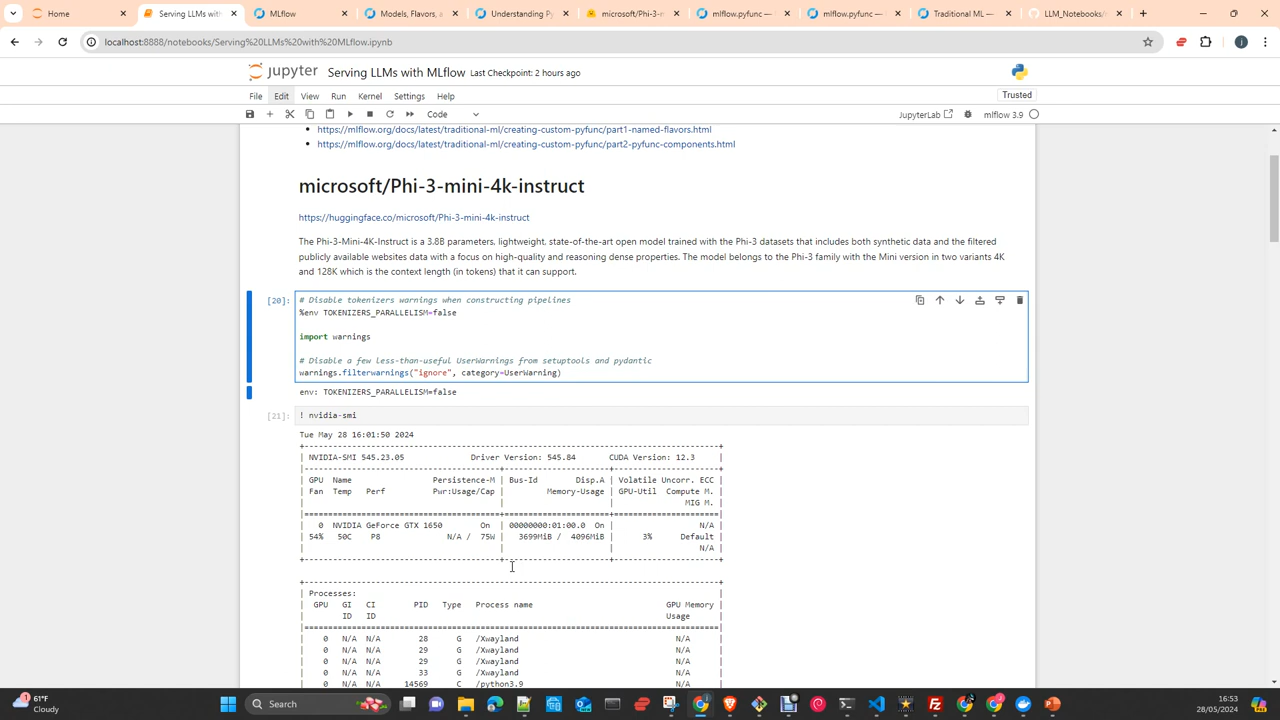 Home
Serving LLMs wit
MLflow
Models, Flavors, a
Understanding Py
microsoft/Phi-3-m
mlflow.pyfunc —
mlflow.pyfunc —
Traditional ML —
LLM_Notebooks/
localhost:8888/notebooks/Serving%20LLMs%20with%20MLflow.ipynb
jupyter Serving LLMs with MLflow Last Checkpoint: 2 hours ago
File Edit View Run Kernel Settings Help Trusted
Code JupyterLab mlflow 3.9
https://mlflow.org/docs/latest/traditional-ml/creating-custom-pyfunc/part1-named-flavors.html
https://mlflow.org/docs/latest/traditional-ml/creating-custom-pyfunc/part2-pyfunc-components.html
microsoft/Phi-3-mini-4k-instruct
https://huggingface.co/microsoft/Phi-3-mini-4k-instruct
The Phi-3-Mini-4K-Instruct is a 3.8B parameters, lightweight, state-of-the-art open model trained with the Phi-3 datasets that includes both synthetic data and the filtered
publicly available websites data with a focus on high-quality and reasoning dense properties. The model belongs to the Phi-3 family with the Mini version in two variants 4K
and 128K which is the context length (in tokens) that it can support.
[20]: # Disable tokenizers warnings when constructing pipelines
%env TOKENIZERS_PARALLELISM=false
import warnings
# Disable a few less-than-useful UserWarnings from setuptools and pydantic
warnings.filterwarnings("ignore", category=UserWarning)
env: TOKENIZERS_PARALLELISM=false
[21]: ! nvidia-smi
Tue May 28 16:01:50 2024
NVIDIA-SMI 545.23.05 Driver Version: 545.84 CUDA Version: 12.3
GPU Name Persistence-M | Bus-Id Disp.A | Volatile Uncorr. ECC
Fan Temp Perf Pwr:Usage/Cap | Memory-Usage | GPU-Util Compute M.
MIG M.
0 NVIDIA GeForce GTX 1650 On | 00000000:01:00.0 On | N/A
54% 50C P8 N/A / 75W | 3699MiB / 4096MiB | 3% Default
N/A
Processes:
GPU GI CI PID Type Process name GPU Memory
ID ID Usage
0 N/A N/A 28 G /Xwayland N/A
0 N/A N/A 29 G /Xwayland N/A
0 N/A N/A 29 G /Xwayland N/A
0 N/A N/A 33 G /Xwayland N/A
0 N/A N/A 14569 C /python3.9 N/A
61°F
Cloudy
Search
16:53
28/05/2024